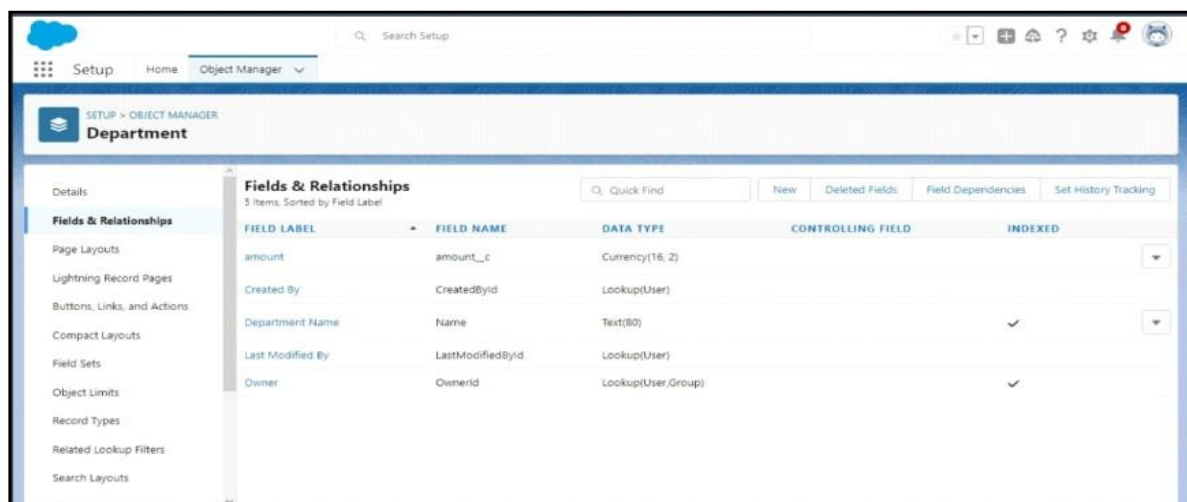 Search Setup
Setup Home Object Manager
SETUP > OBJECT MANAGER
Department
Details
Fields & Relationships
Page Layouts
Lightning Record Pages
Buttons, Links, and Actions
Compact Layouts
Field Sets
Object Limits
Record Types
Related Lookup Filters
Search Layouts
Fields & Relationships
5 Items, Sorted by Field Label
Quick Find New Deleted Fields Field Dependencies Set History Tracking
FIELD LABEL FIELD NAME DATA TYPE CONTROLLING FIELD INDEXED
amount amount__c Currency(16, 2)
Created By CreatedById Lookup(User)
Department Name Name Text(80)
Last Modified By LastModifiedById Lookup(User)
Owner OwnerId Lookup(User,Group)